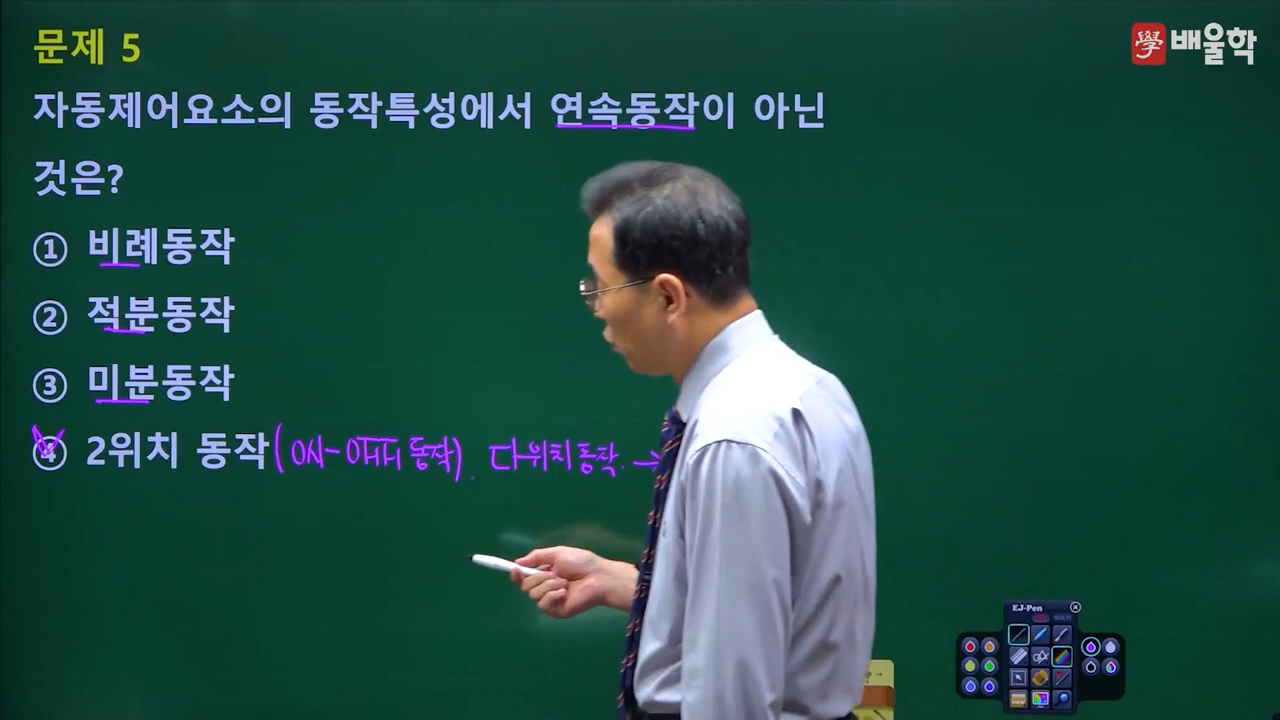 문제 5
學 배울학
자동제어요소의 동작특성에서 연속동작이 아닌
것은?
① 비례동작
② 적분동작
③ 미분동작
④ 2위치 동작(ON-OFF 동작). 다위치동작. →
EJ-Pen